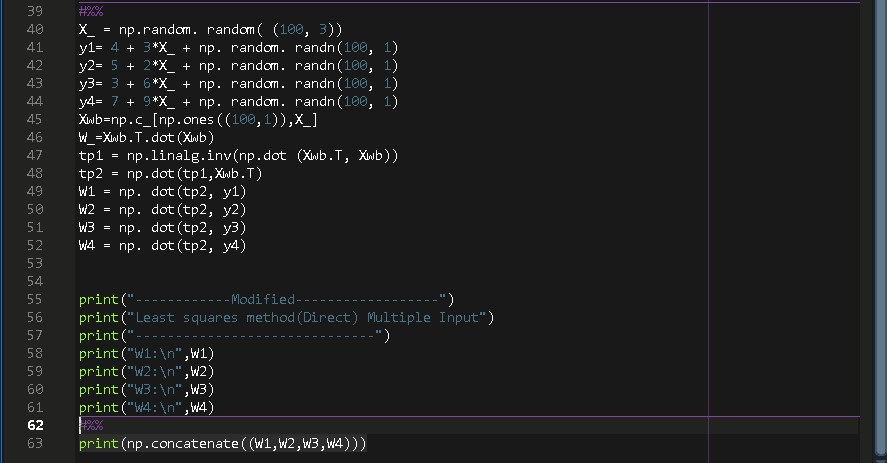 39 #%%
40 X_ = np.random. random( (100, 3))
41 y1= 4 + 3*X_ + np. random. randn(100, 1)
42 y2= 5 + 2*X_ + np. random. randn(100, 1)
43 y3= 3 + 6*X_ + np. random. randn(100, 1)
44 y4= 7 + 9*X_ + np. random. randn(100, 1)
45 Xwb=np.c_[np.ones((100,1)),X_]
46 W_=Xwb.T.dot(Xwb)
47 tp1 = np.linalg.inv(np.dot (Xwb.T, Xwb))
48 tp2 = np.dot(tp1,Xwb.T)
49 W1 = np. dot(tp2, y1)
50 W2 = np. dot(tp2, y2)
51 W3 = np. dot(tp2, y3)
52 W4 = np. dot(tp2, y4)
53
54
55 print("------------Modified------------------")
56 print("Least squares method(Direct) Multiple Input")
57 print("------------------------------")
58 print("W1:\n",W1)
59 print("W2:\n",W2)
60 print("W3:\n",W3)
61 print("W4:\n",W4)
62 #%%
63 print(np.concatenate((W1,W2,W3,W4)))